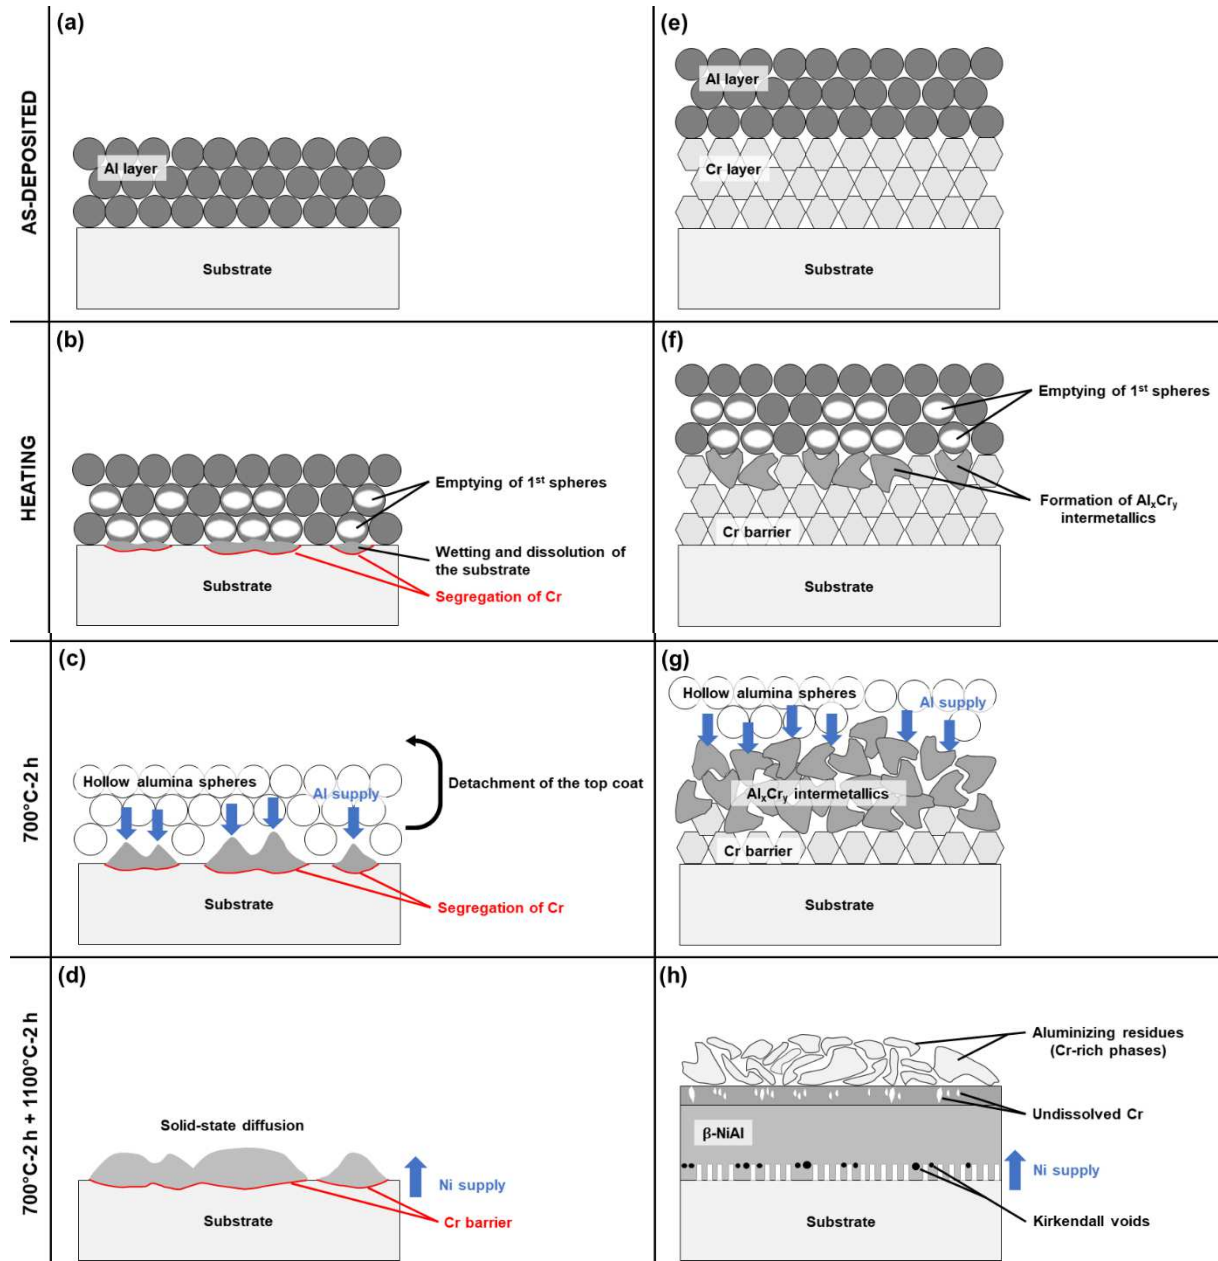 (a)
(e)
AS-DEPOSITED
Al layer
Substrate
Al layer
Cr layer
Substrate
(b)
(f)
HEATING
Emptying of 1st spheres
Wetting and dissolution of
the substrate
Segregation of Cr
Substrate
Emptying of 1st spheres
Formation of AlxCry
intermetallics
Cr barrier
Substrate
(c)
(g)
700°C-2 h
Hollow alumina spheres
Al supply
Detachment of the top coat
Substrate
Segregation of Cr
Hollow alumina spheres
Al supply
AlxCry intermetallics
Cr barrier
Substrate
(d)
(h)
700°C-2 h + 1100°C-2 h
Solid-state diffusion
Ni supply
Substrate
Cr barrier
Aluminizing residues
(Cr-rich phases)
Undissolved Cr
β-NiAl
Ni supply
Substrate
Kirkendall voids